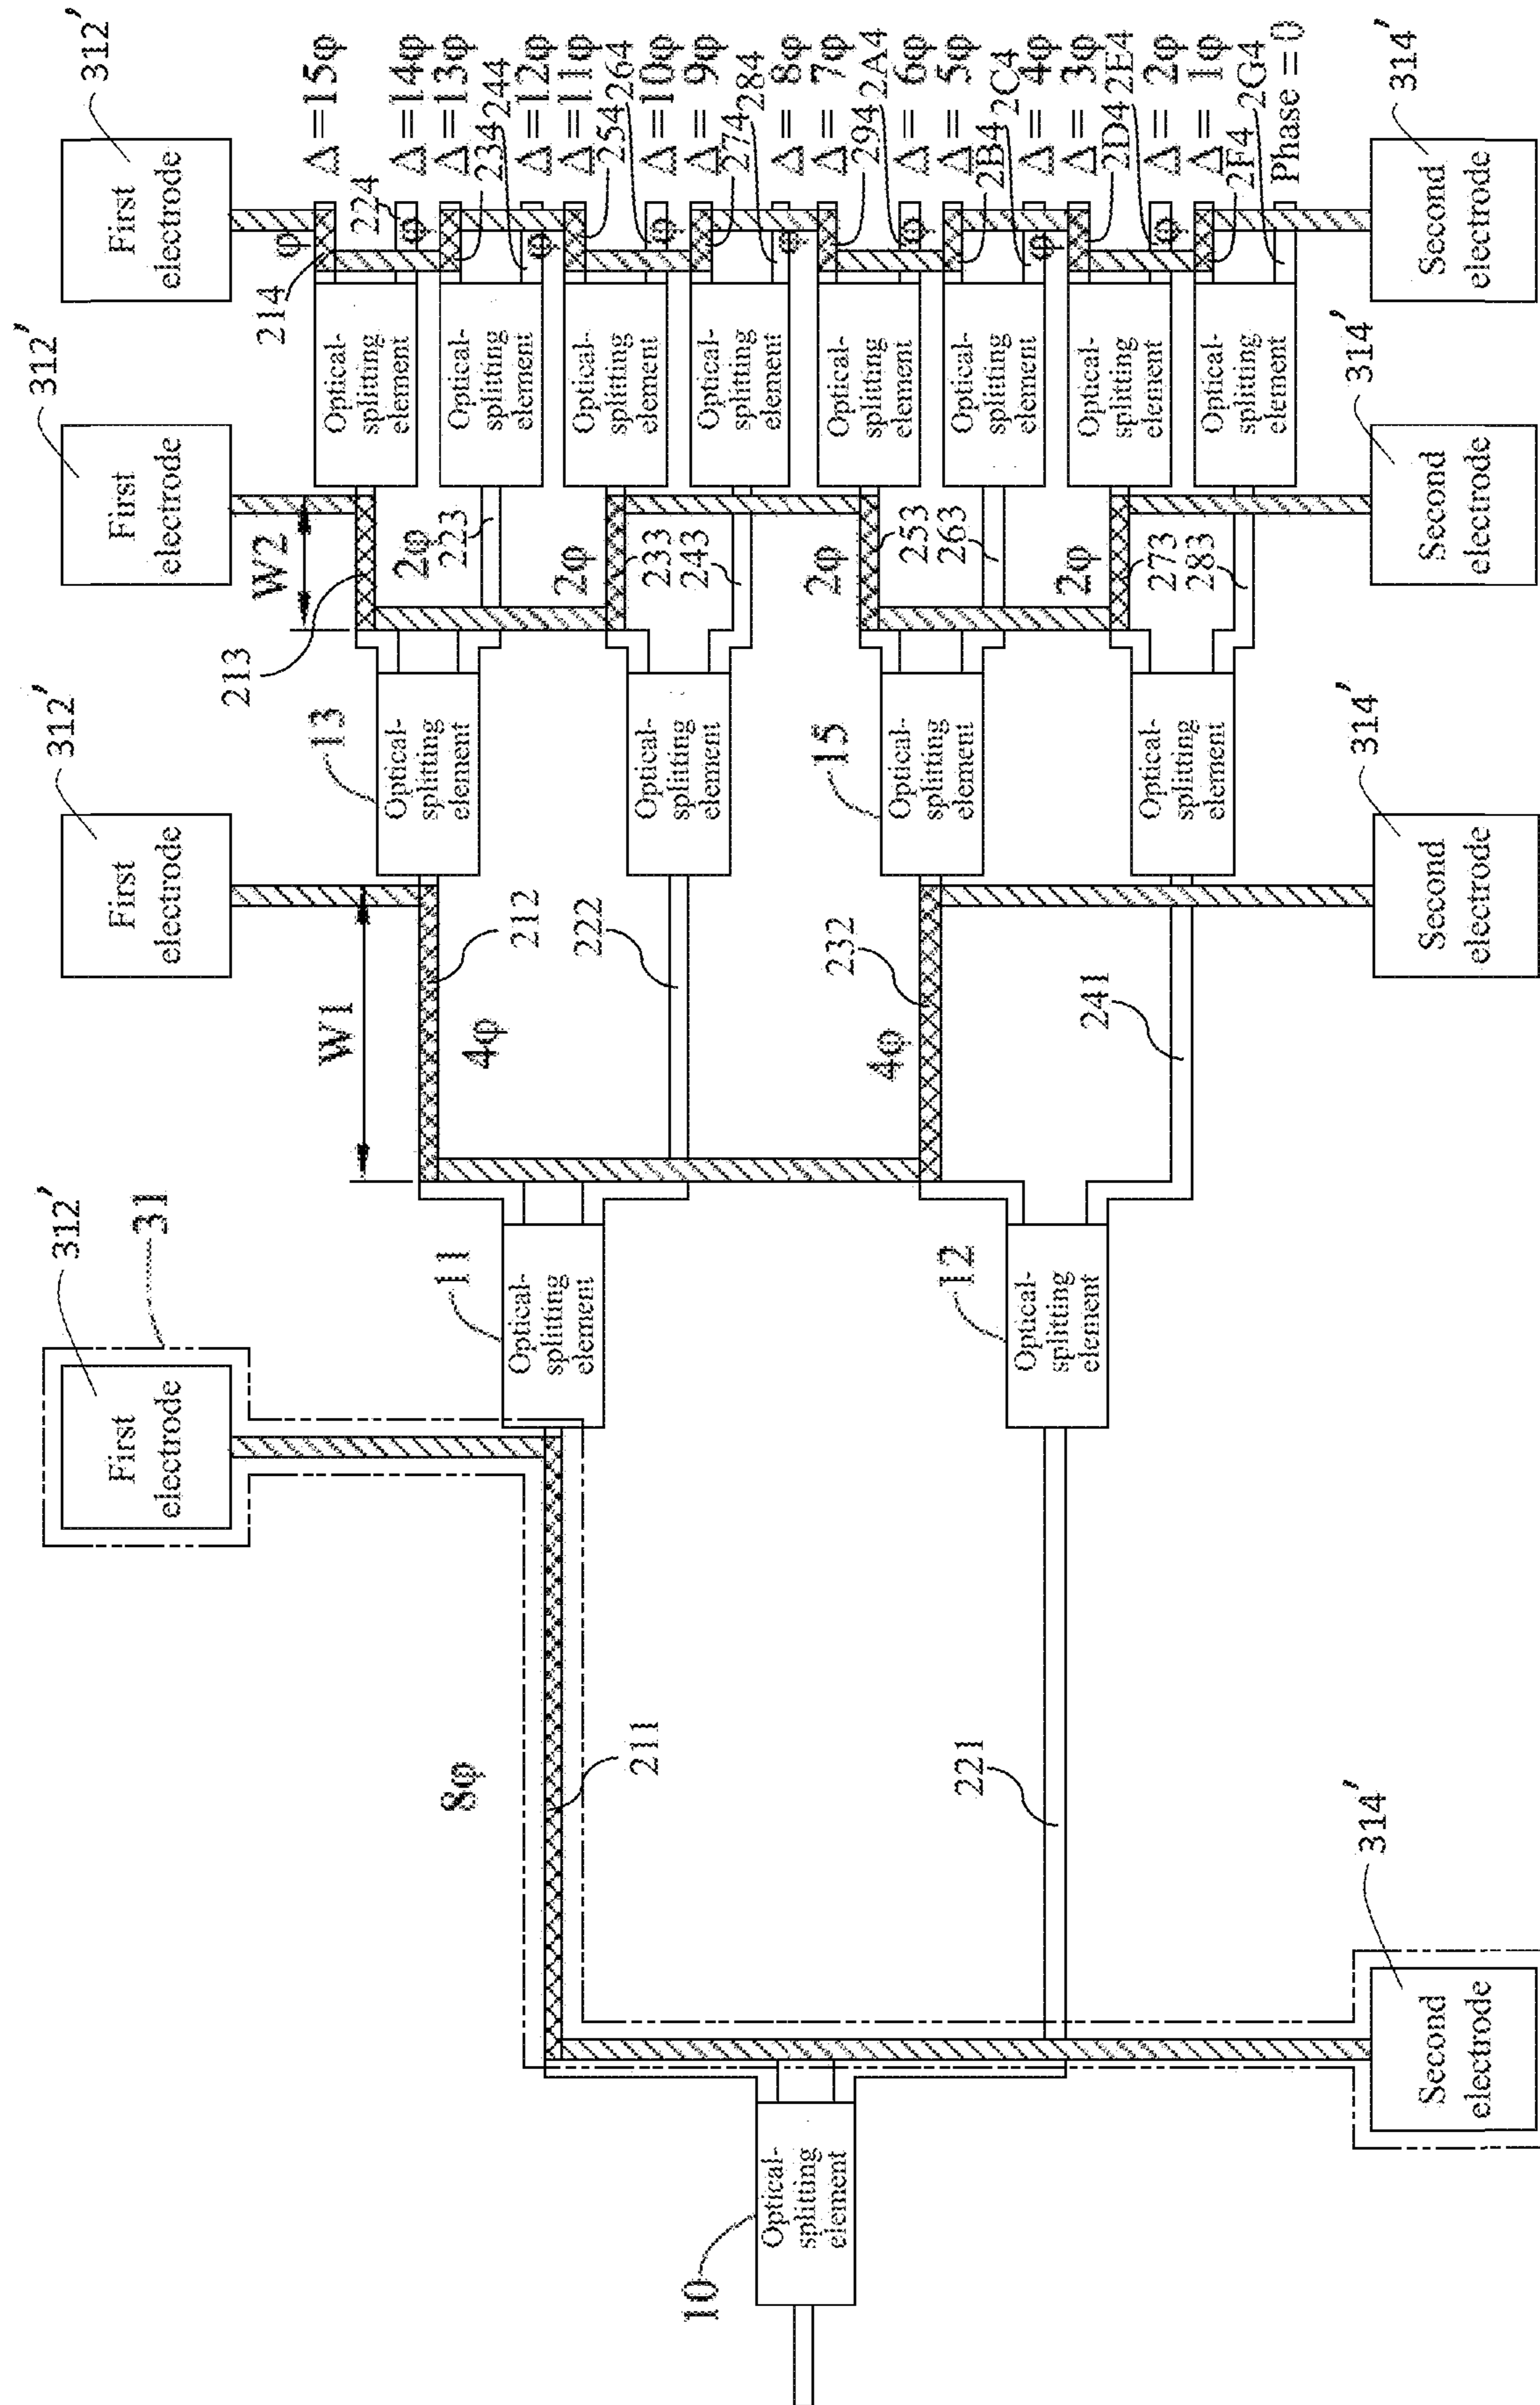 312'
First
electrode
31
312'
First
electrode
312'
First
electrode
312'
First
electrode
W1
W2
213
214
φ
Δ =15φ
224
Δ =14φ
φ
Δ =13φ
234
244
Δ =12φ
φ
Δ =11φ
254
264
Δ =10φ
φ
Δ = 9φ
274
284
Δ = 8φ
φ
Δ = 7φ
294
2A4
Δ = 6φ
φ
Δ = 5φ
2B4
2C4
Δ = 4φ
φ
Δ = 3φ
2D4
2E4
Δ = 2φ
φ
Δ = 1φ
2F4
2G4
Phase = 0
Optical-
splitting
element
Optical-
splitting
element
Optical-
splitting
element
Optical-
splitting
element
Optical-
splitting
element
Optical-
splitting
element
Optical-
splitting
element
Optical-
splitting
element
2φ
223
2φ
233
243
2φ
253
263
2φ
273
283
13
Optical-
splitting
element
Optical-
splitting
element
15
Optical-
splitting
element
Optical-
splitting
element
212
4φ
222
232
4φ
241
11
Optical-
splitting
element
12
Optical-
splitting
element
8φ
211
221
10
Optical-
splitting
element
314'
Second
electrode
314'
Second
electrode
314'
Second
electrode
314'
Second
electrode